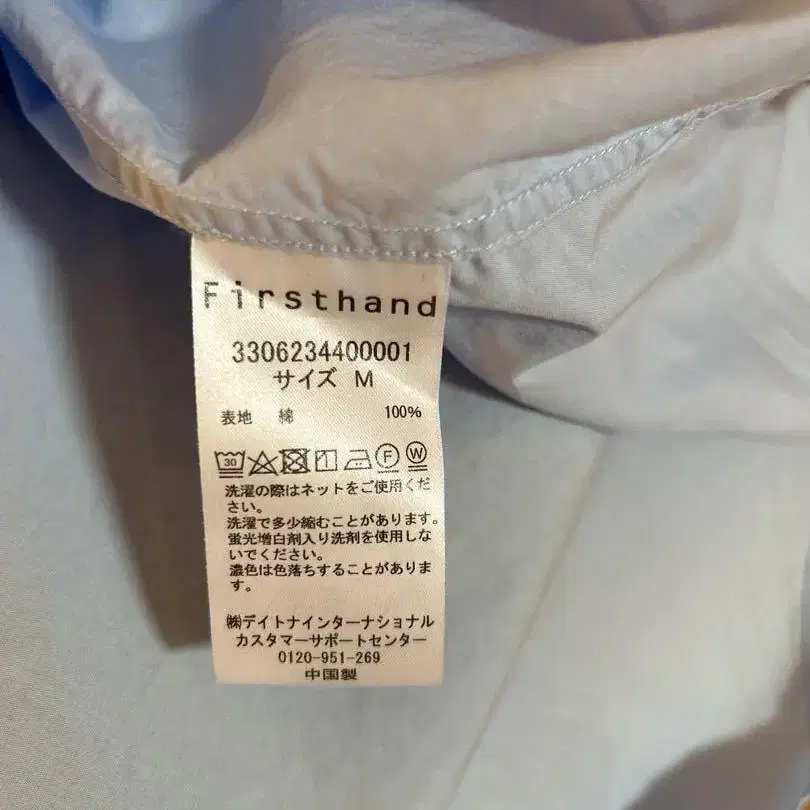 Firsthand
3306234400001
サイズ M
表地 綿 100%
30 F W
洗濯の際はネットをご使用くだ
さい。
洗濯で多少縮むことがあります。
蛍光増白剤入り洗剤を使用しな
いでください。
濃色は色落ちすることがありま
す。
㈱デイトナインターナショナル
カスタマーサポートセンター
0120-951-269
中国製